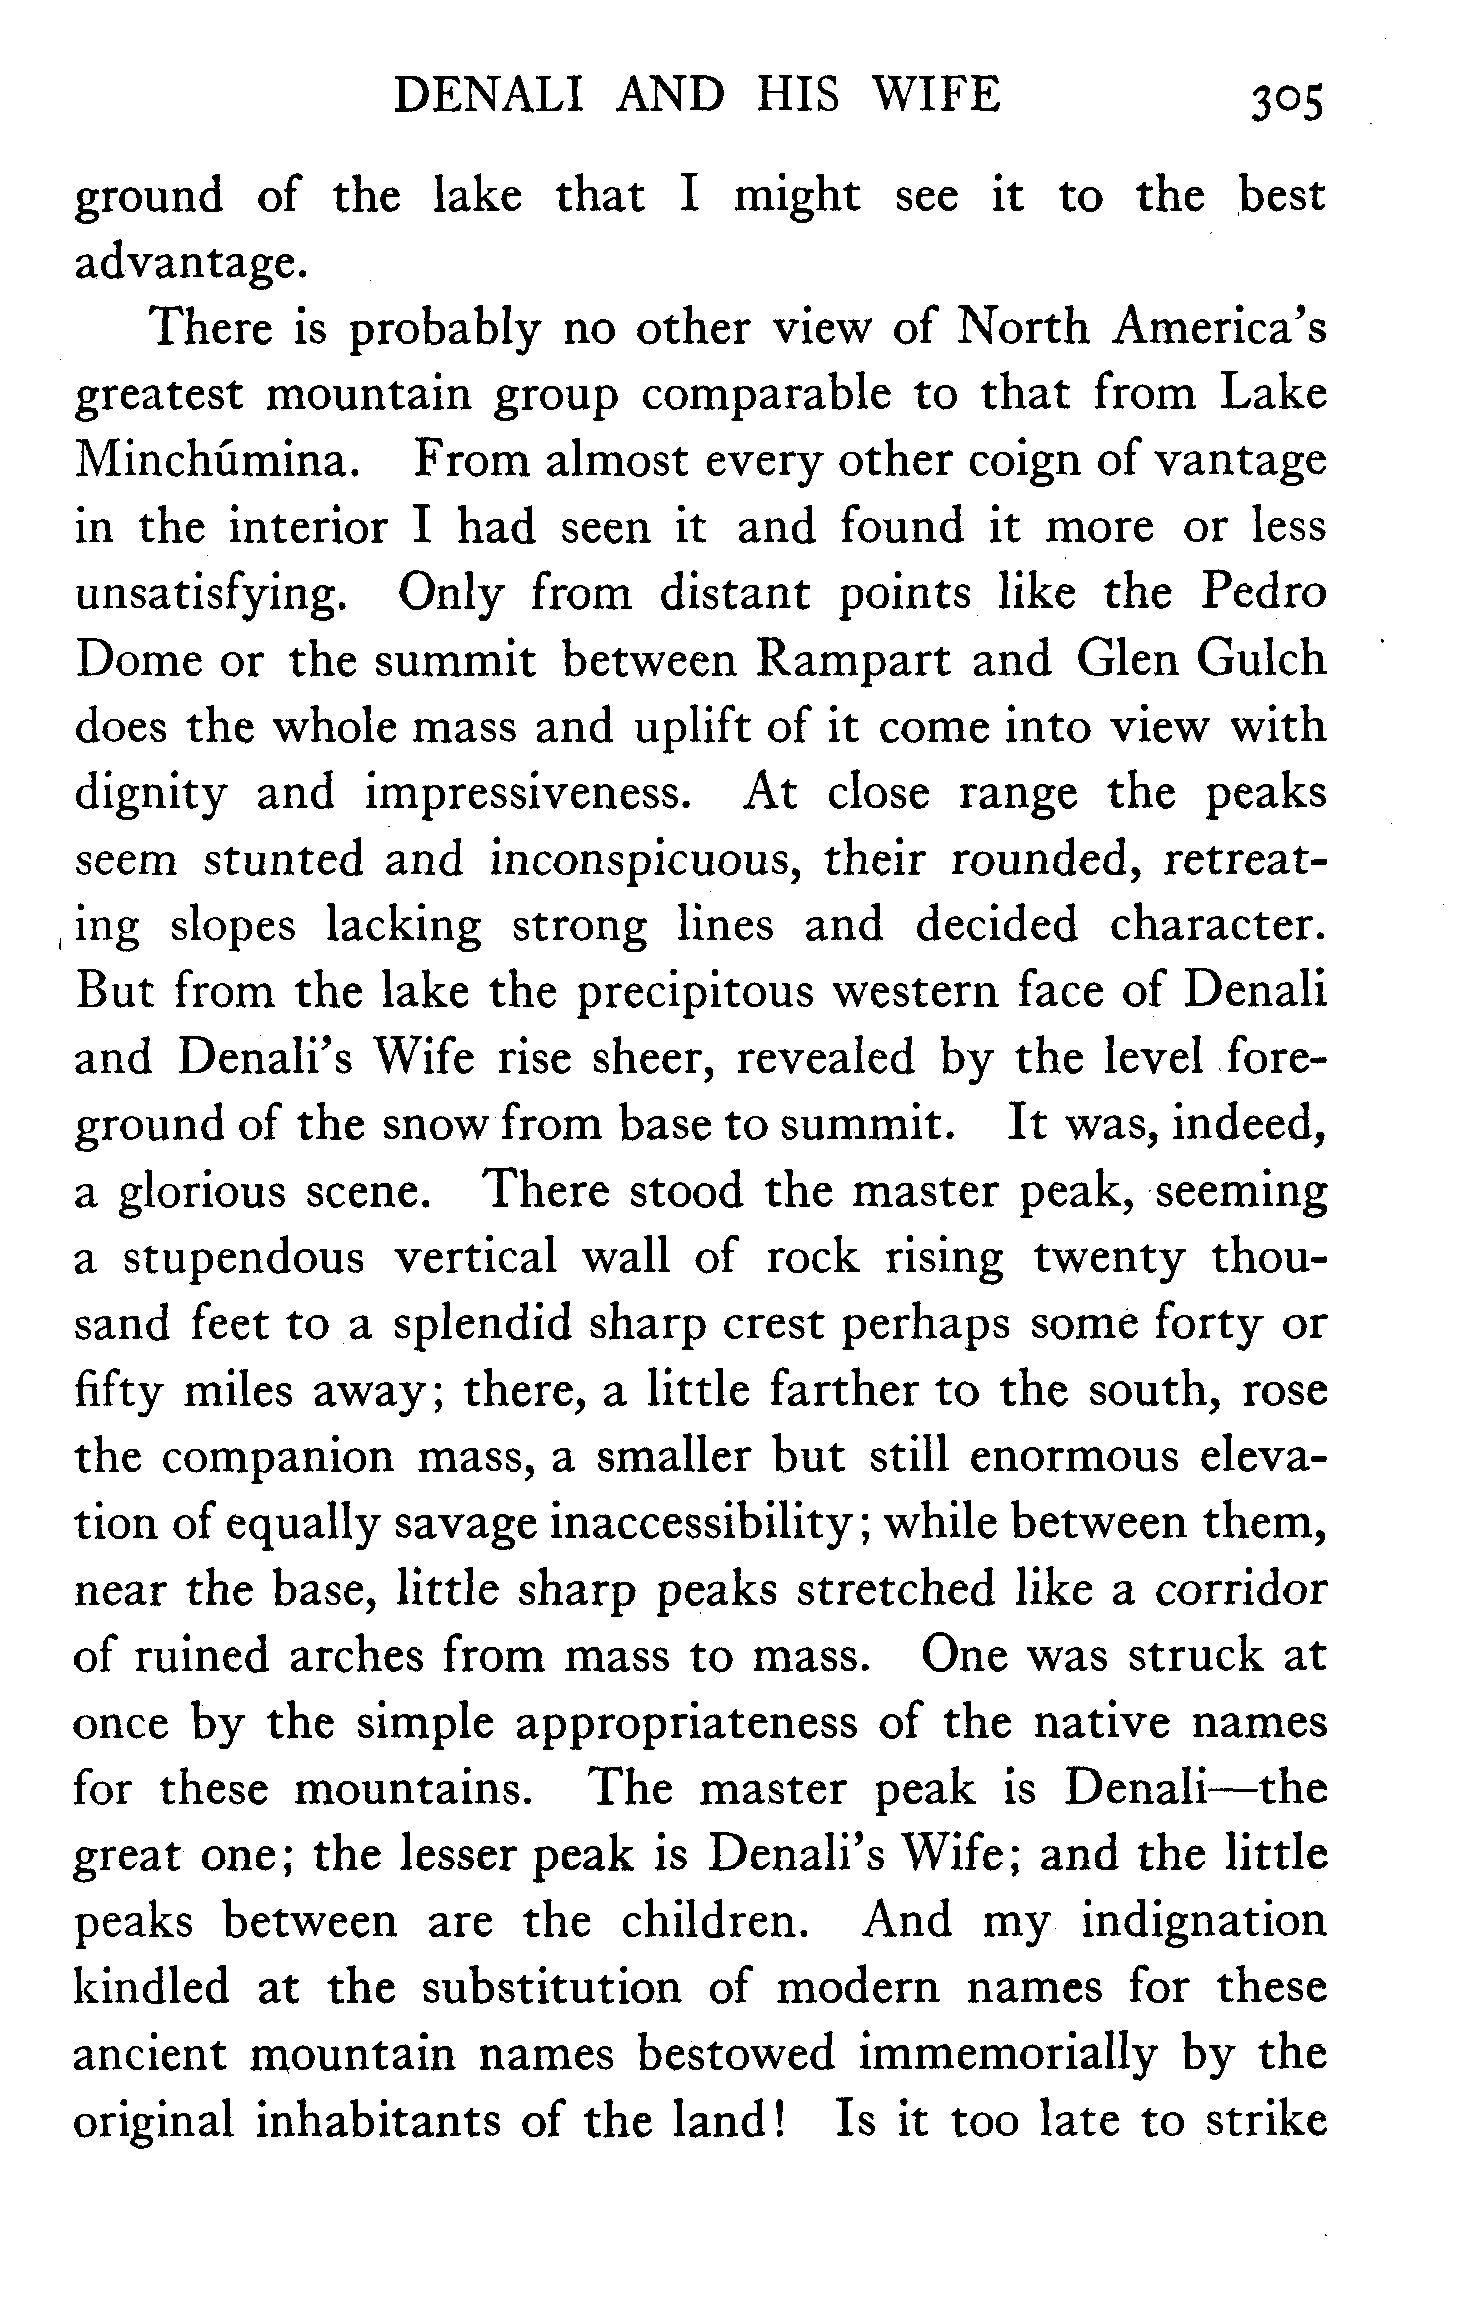 DENALI AND HIS WIFE 305
ground of the lake that I might see it to the best
advantage.
There is probably no other view of North America's
greatest mountain group comparable to that from Lake
Minchúmina. From almost every other coign of vantage
in the interior I had seen it and found it more or less
unsatisfying. Only from distant points like the Pedro
Dome or the summit between Rampart and Glen Gulch
does the whole mass and uplift of it come into view with
dignity and impressiveness. At close range the peaks
seem stunted and inconspicuous, their rounded, retreat-
ing slopes lacking strong lines and decided character.
But from the lake the precipitous western face of Denali
and Denali's Wife rise sheer, revealed by the level fore-
ground of the snow from base to summit. It was, indeed,
a glorious scene. There stood the master peak, seeming
a stupendous vertical wall of rock rising twenty thou-
sand feet to a splendid sharp crest perhaps some forty or
fifty miles away; there, a little farther to the south, rose
the companion mass, a smaller but still enormous eleva-
tion of equally savage inaccessibility; while between them,
near the base, little sharp peaks stretched like a corridor
of ruined arches from mass to mass. One was struck at
once by the simple appropriateness of the native names
for these mountains. The master peak is Denali—the
great one; the lesser peak is Denali's Wife; and the little
peaks between are the children. And my indignation
kindled at the substitution of modern names for these
ancient mountain names bestowed immemorially by the
original inhabitants of the land! Is it too late to strike